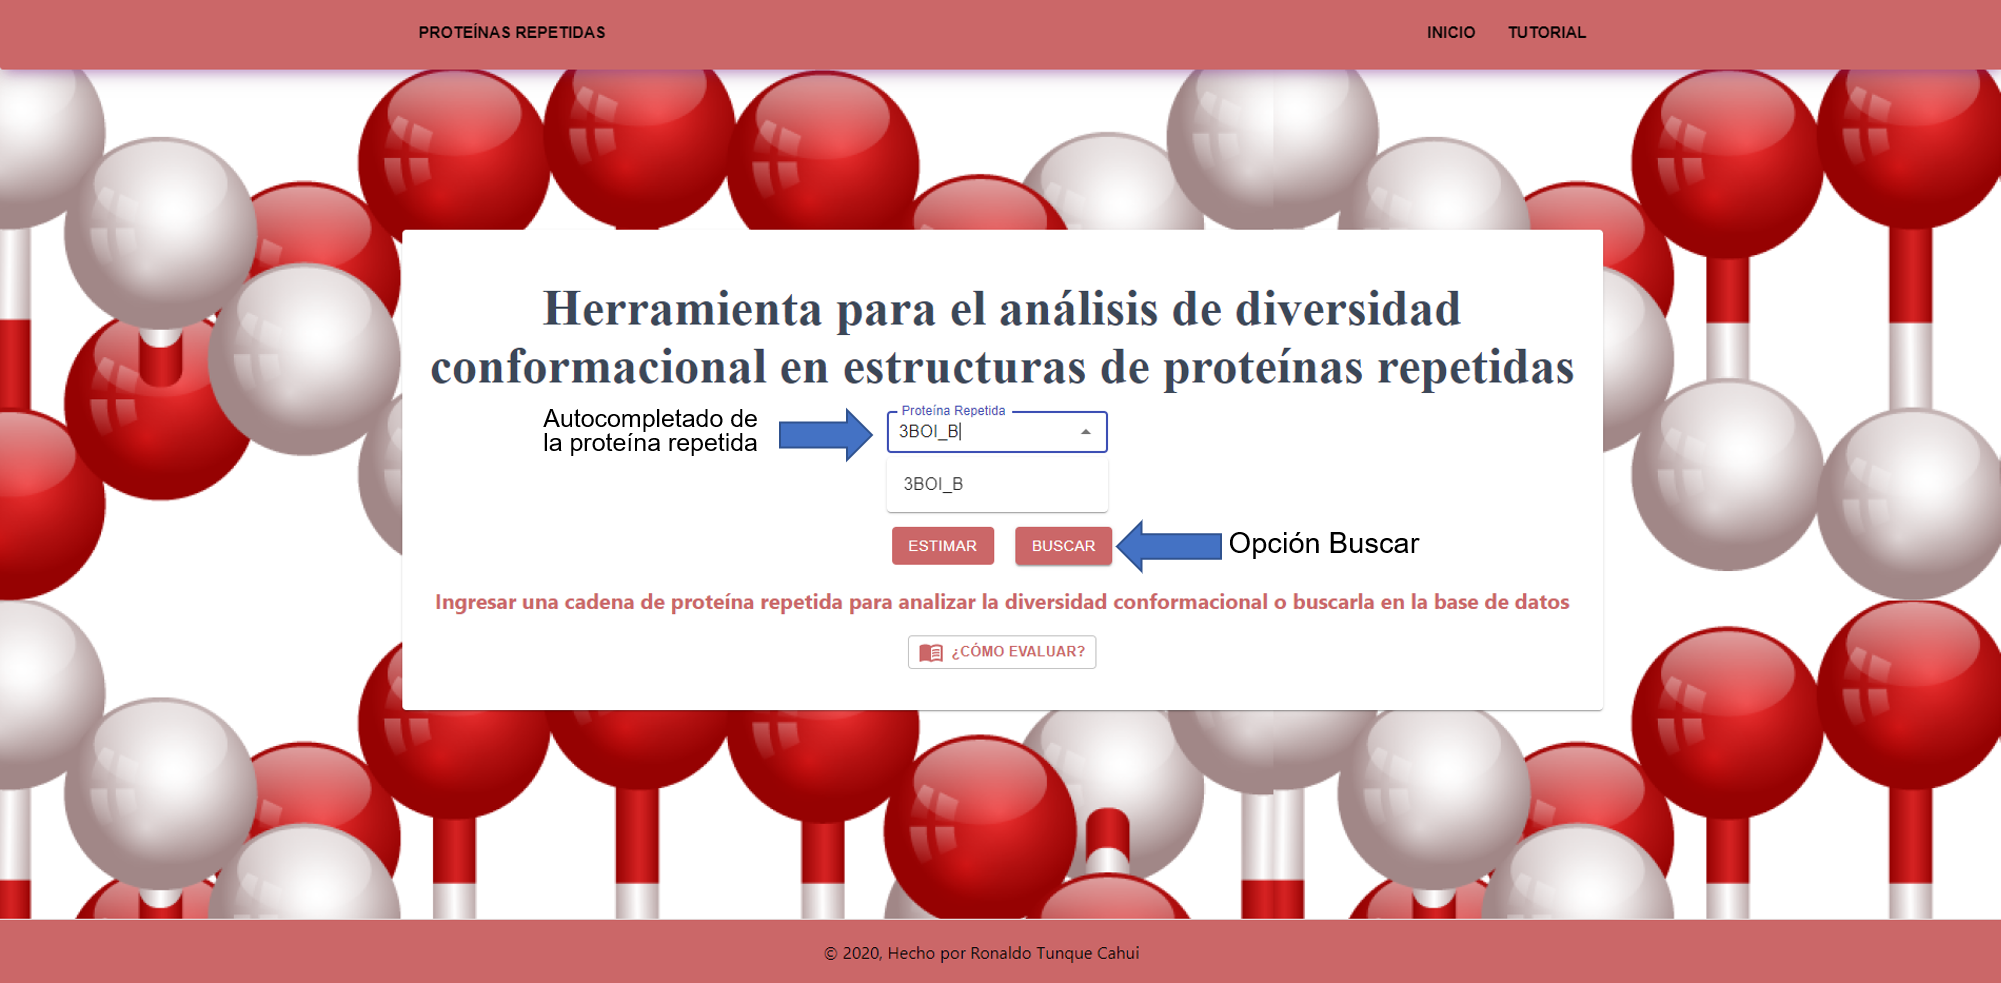 PROTEÍNAS REPETIDAS
INICIO
TUTORIAL
Herramienta para el análisis de diversidad
conformacional en estructuras de proteínas repetidas
Autocompletado de
la proteína repetida
Proteína Repetida
3BOI_B
3BOI_B
ESTIMAR
BUSCAR
Opción Buscar
Ingresar una cadena de proteína repetida para analizar la diversidad conformacional o buscarla en la base de datos
¿CÓMO EVALUAR?
© 2020, Hecho por Ronaldo Tunque Cahui